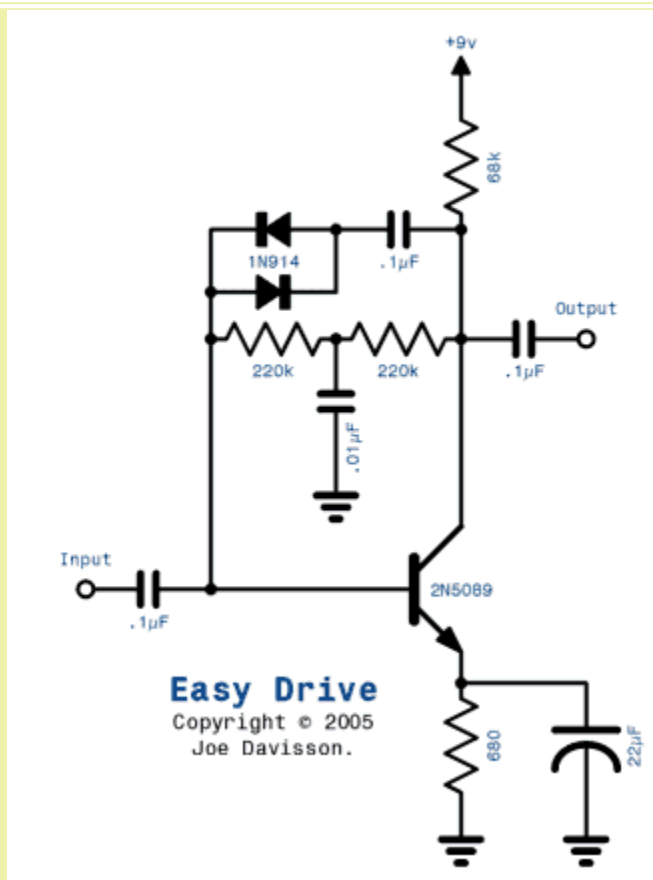 +9v
68k
1N914
.1µF
Output
220k
220k
.1µF
.01µF
Input
.1µF
2N5089
Easy Drive
Copyright © 2005
Joe Davisson.
680
22µF